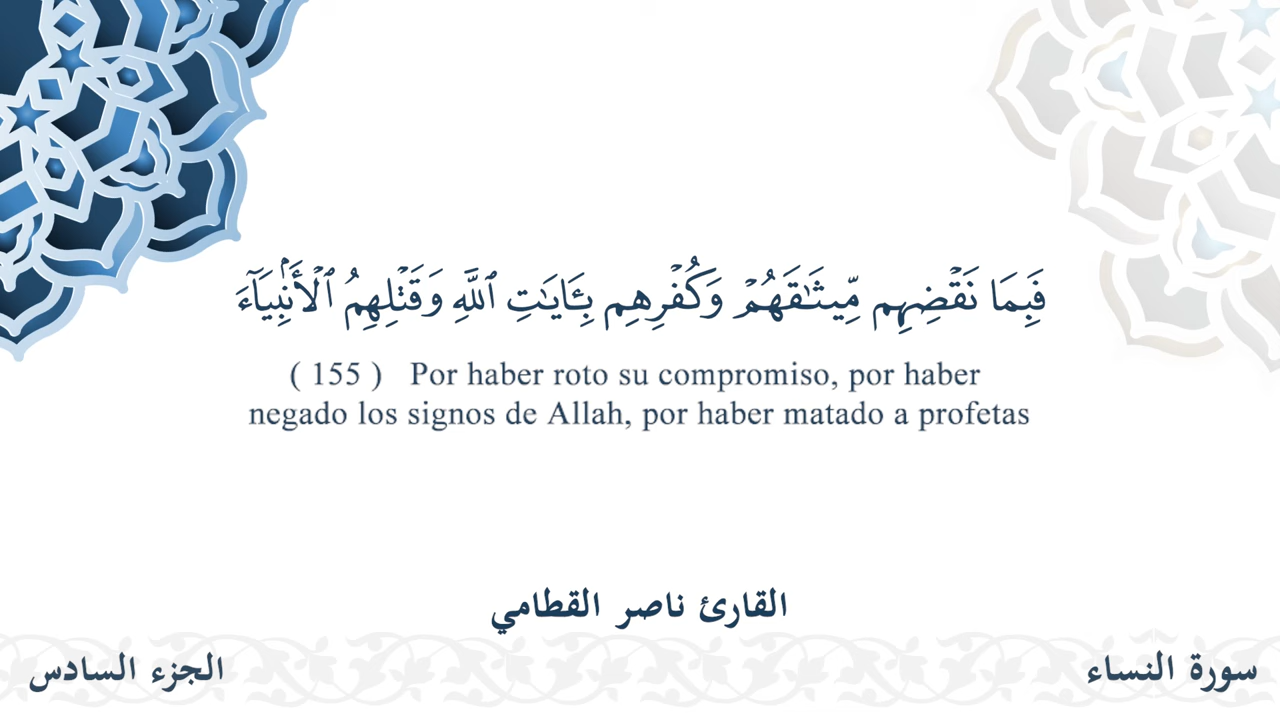 فَبِمَا نَقْضِهِم مِّيثَٰقَهُمْ وَكُفْرِهِم بِـَٔايَٰتِ ٱللَّهِ وَقَتْلِهِمُ ٱلْأَنۢبِيَآءَ
( 155 ) Por haber roto su compromiso, por haber
negado los signos de Allah, por haber matado a profetas
القارئ ناصر القطامي
سورة النساء
الجزء السادس